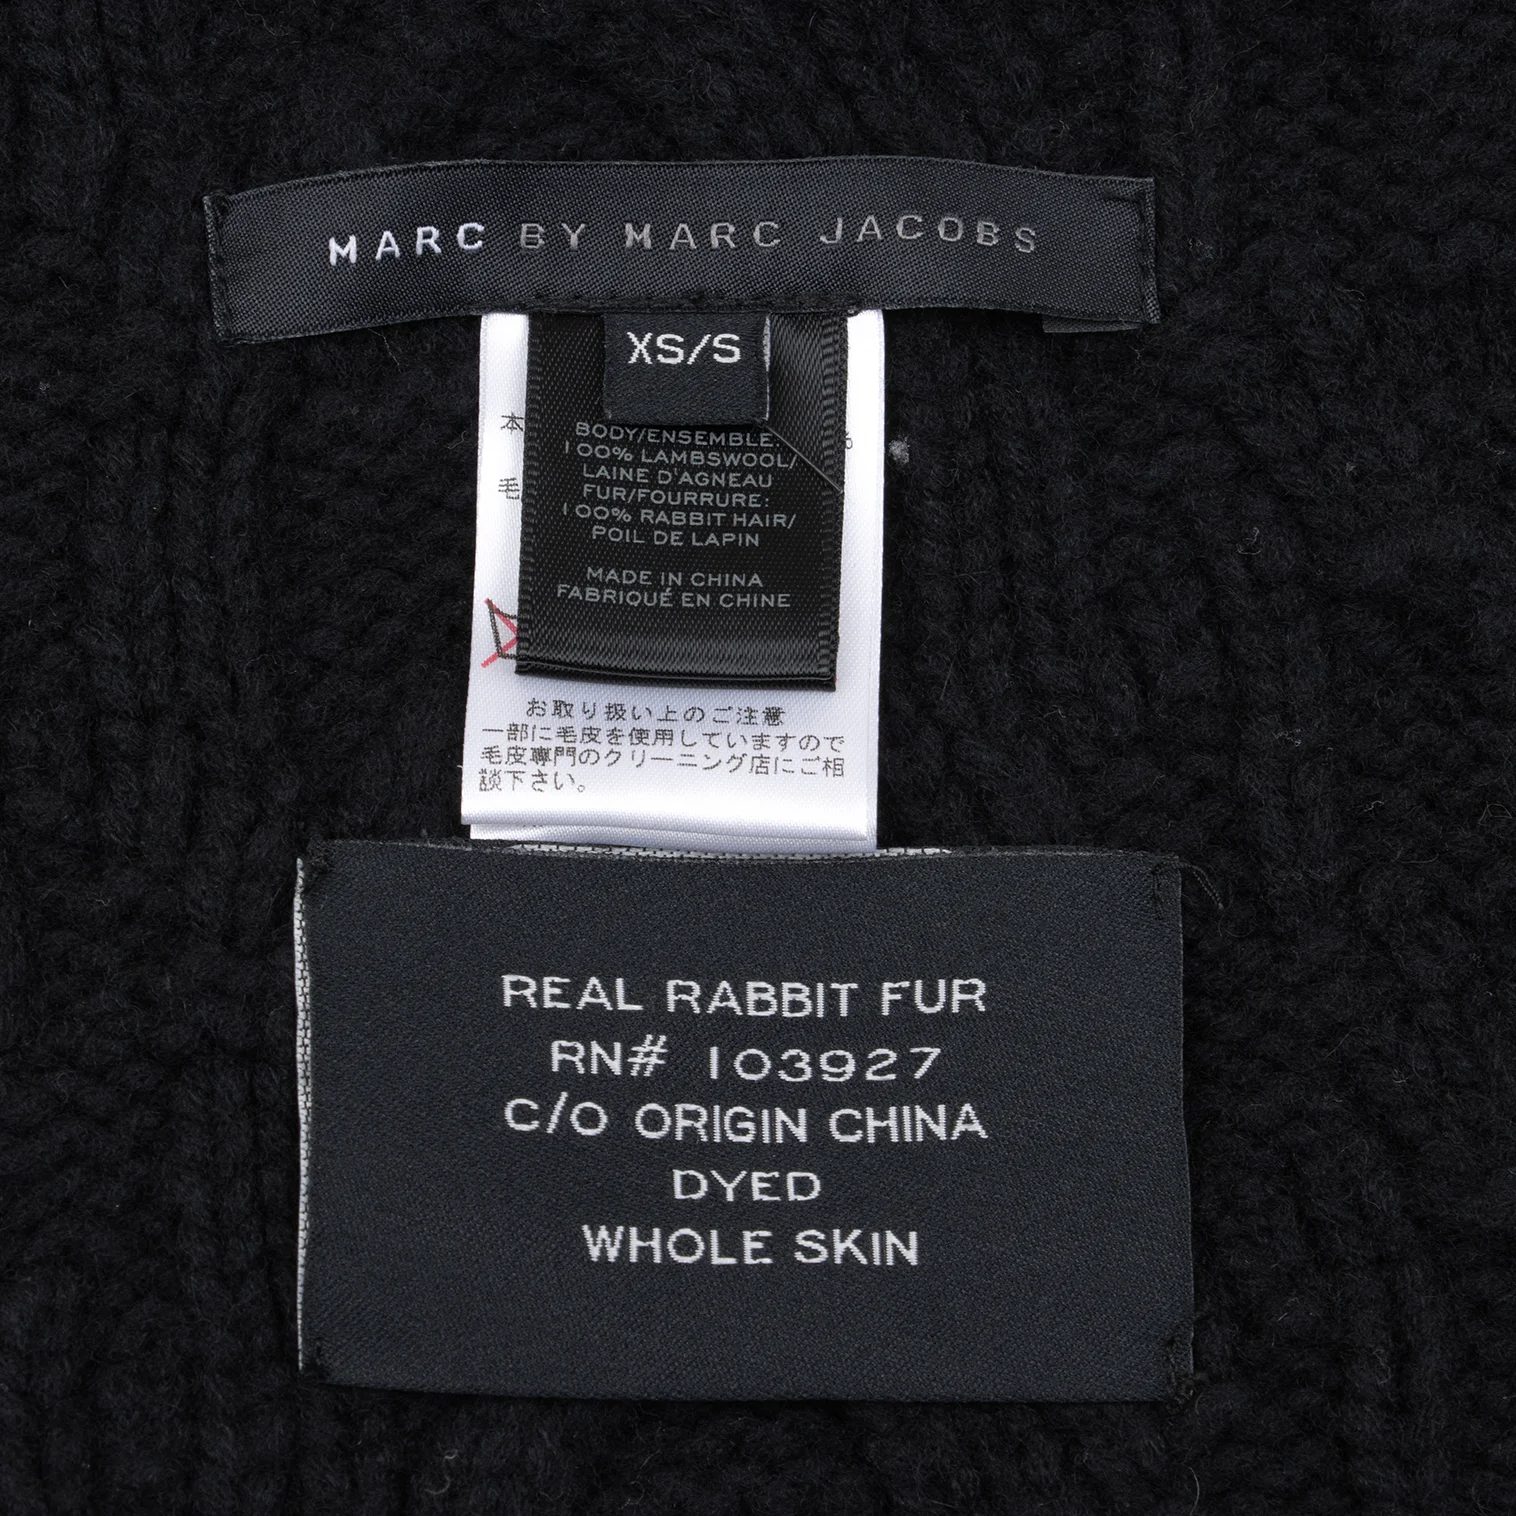 MARC BY MARC JACOBS
XS/S
BODY/ENSEMBLE:
100% LAMBSWOOL/
LAINE D'AGNEAU
FUR/FOURRURE:
100% RABBIT HAIR/
POIL DE LAPIN
MADE IN CHINA
FABRIQUÉ EN CHINE
本
%
毛
お取り扱い上のご注意
一部に毛皮を使用していますので
毛皮専門のクリーニング店にご相
談下さい。
REAL RABBIT FUR
RN# 103927
C/O ORIGIN CHINA
DYED
WHOLE SKIN